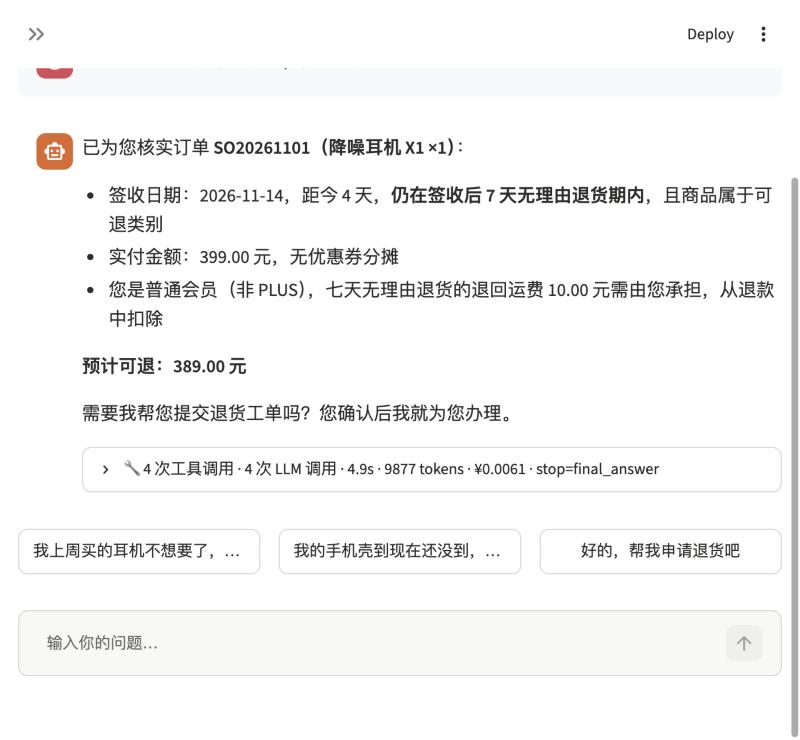 Deploy
已为您核实订单 SO20261101（降噪耳机 X1 ×1）：
签收日期：2026-11-14，距今 4 天，仍在签收后 7 天无理由退货期内，且商品属于可
退类别
实付金额：399.00 元，无优惠券分摊
您是普通会员（非 PLUS），七天无理由退货的退回运费 10.00 元需由您承担，从退款
中扣除
预计可退：389.00 元
需要我帮您提交退货工单吗？您确认后我就为您办理。
4 次工具调用 · 4 次 LLM 调用 · 4.9s · 9877 tokens · ¥0.0061 · stop=final_answer
我上周买的耳机不想要了，…
我的手机壳到现在还没到，…
好的，帮我申请退货吧
输入你的问题…